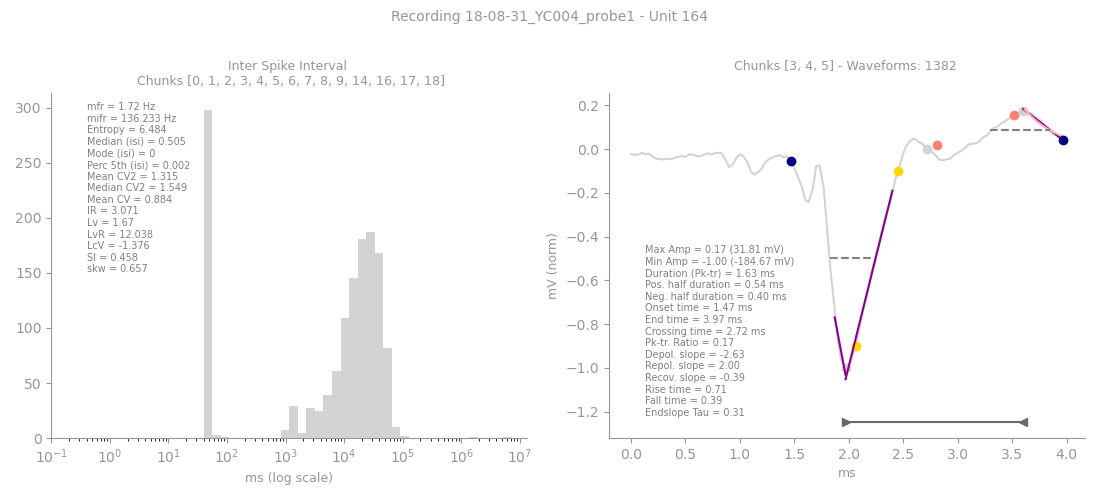 Recording 18-08-31_YC004_probe1 - Unit 164
Inter Spike Interval
Chunks [0, 1, 2, 3, 4, 5, 6, 7, 8, 9, 14, 16, 17, 18]
300
250
200
150
100
50
0
mfr = 1.72 Hz
mifr = 136.233 Hz
Entropy = 6.484
Median (isi) = 0.505
Mode (isi) = 0
Perc 5th (isi) = 0.002
Mean CV2 = 1.315
Median CV2 = 1.549
Mean CV = 0.884
IR = 3.071
Lv = 1.67
LvR = 12.038
LcV = -1.376
SI = 0.458
skw = 0.657
10⁻¹ 10⁰ 10¹ 10² 10³ 10⁴ 10⁵ 10⁶ 10⁷
ms (log scale)
Chunks [3, 4, 5] - Waveforms: 1382
0.2
0.0
−0.2
−0.4
−0.6
−0.8
−1.0
−1.2
mV (norm)
Max Amp = 0.17 (31.81 mV)
Min Amp = -1.00 (-184.67 mV)
Duration (Pk-tr) = 1.63 ms
Pos. half duration = 0.54 ms
Neg. half duration = 0.40 ms
Onset time = 1.47 ms
End time = 3.97 ms
Crossing time = 2.72 ms
Pk-tr. Ratio = 0.17
Depol. slope = -2.63
Repol. slope = 2.00
Recov. slope = -0.39
Rise time = 0.71
Fall time = 0.39
Endslope Tau = 0.31
0.0 0.5 1.0 1.5 2.0 2.5 3.0 3.5 4.0
ms